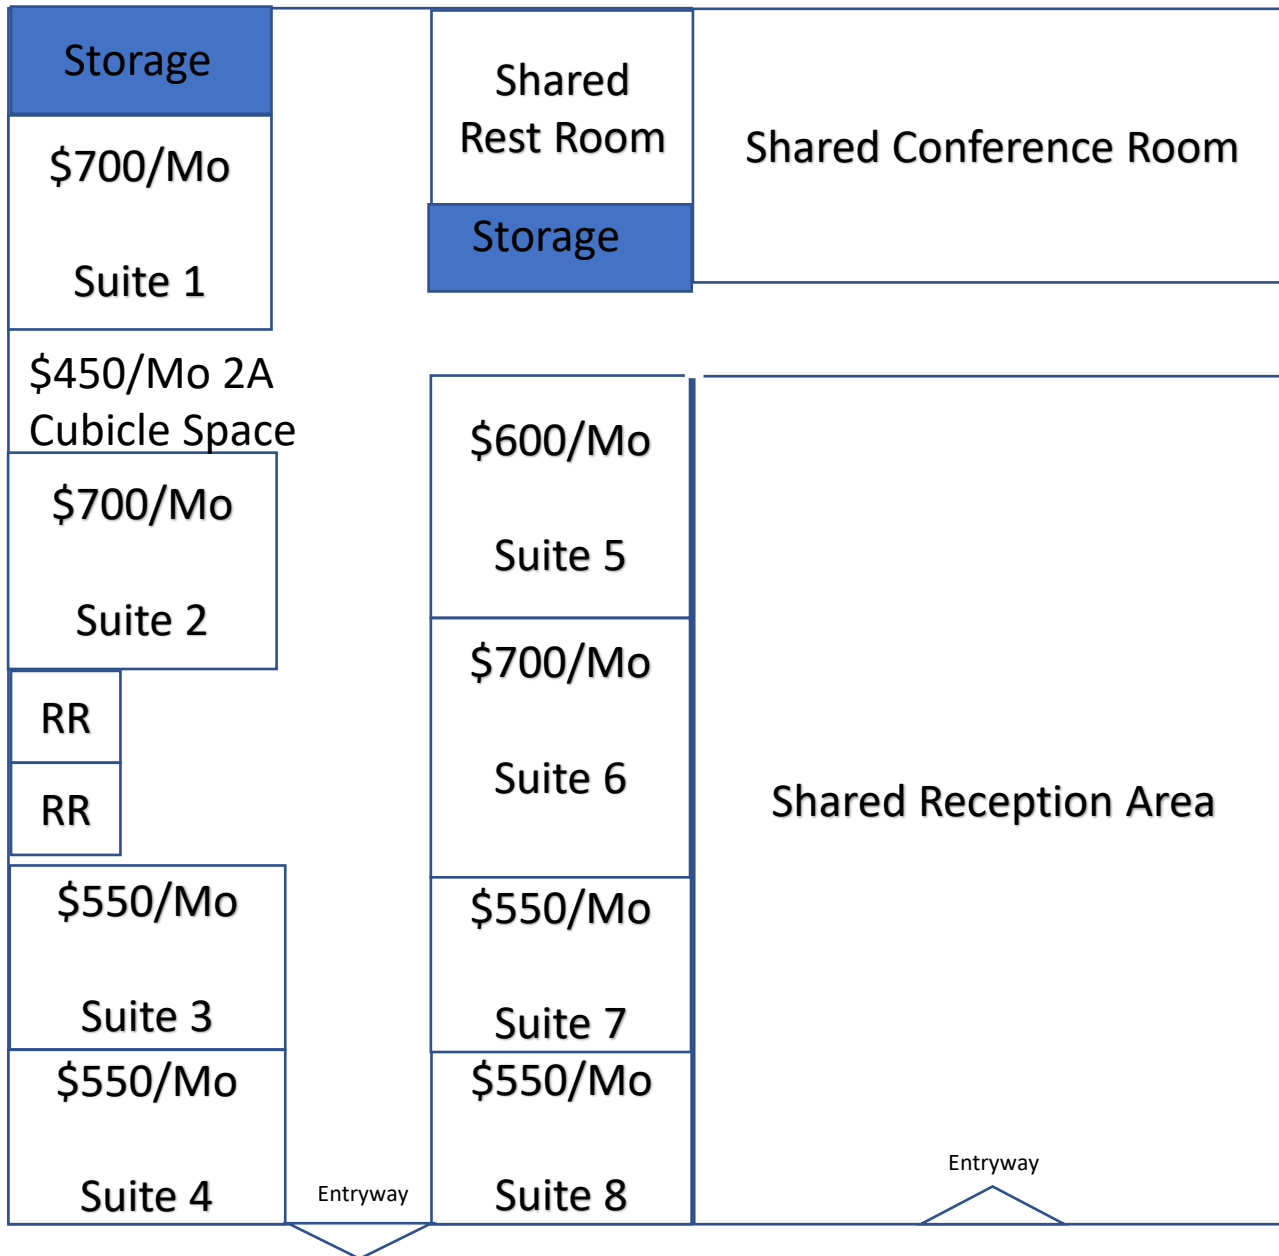 Storage
$700/Mo
Suite 1
$450/Mo 2A
Cubicle Space
$700/Mo
Suite 2
RR
RR
$550/Mo
Suite 3
$550/Mo
Suite 4
Entryway
Shared
Rest Room
Storage
$600/Mo
Suite 5
$700/Mo
Suite 6
$550/Mo
Suite 7
$550/Mo
Suite 8
Shared Conference Room
Shared Reception Area
Entryway